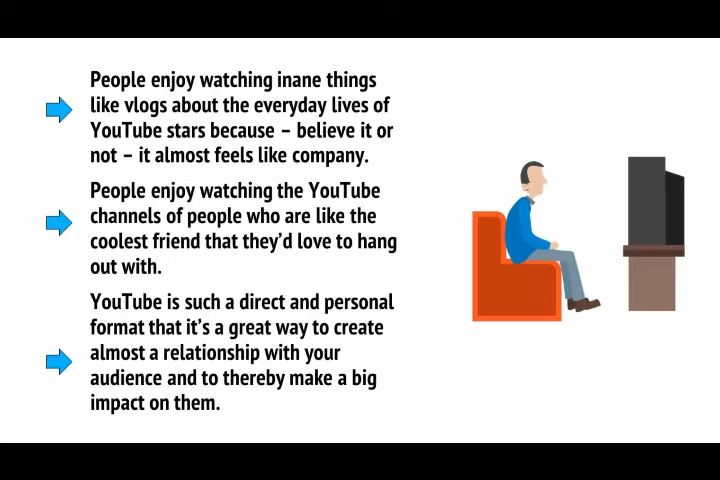 People enjoy watching inane things
like vlogs about the everyday lives of
YouTube stars because – believe it or
not – it almost feels like company.
People enjoy watching the YouTube
channels of people who are like the
coolest friend that they'd love to hang
out with.
YouTube is such a direct and personal
format that it's a great way to create
almost a relationship with your
audience and to thereby make a big
impact on them.